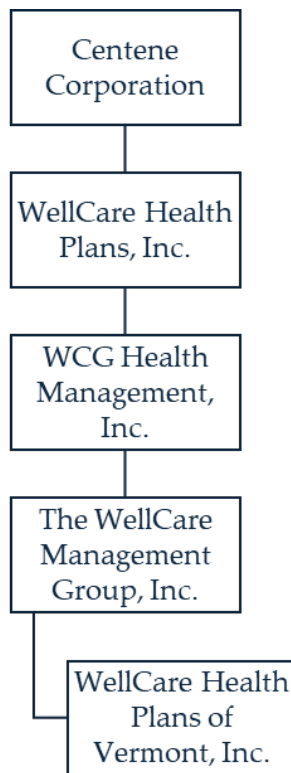 Centene
Corporation
WellCare Health
Plans, Inc.
WCG Health
Management,
Inc.
The WellCare
Management
Group, Inc.
WellCare Health
Plans of
Vermont, Inc.